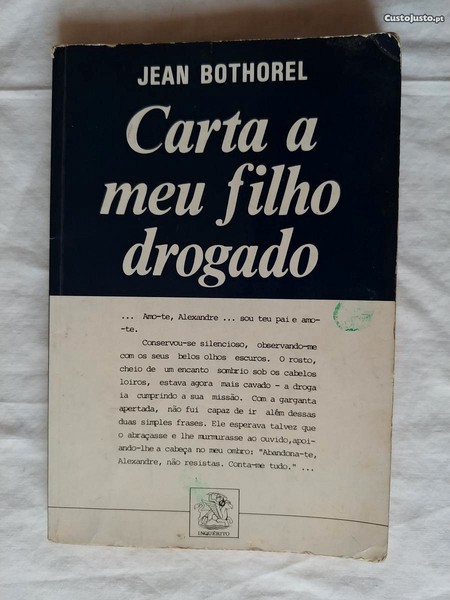 CustoJusto.pt
JEAN BOTHOREL
Carta a
meu filho
drogado
... Amo-te, Alexandre ... sou teu pai e amo-
-te.
Conservou-se silencioso, observando-me
com os seus belos olhos escuros. O rosto,
cheio de um encanto sombrio sob os cabelos
loiros, estava agora mais cavado - a droga
ia cumprindo a sua missão. Com a garganta
apertada, não fui capaz de ir além dessas
duas simples frases. Ele esperava talvez que
o abraçasse e lhe murmurasse ao ouvido,apoi-
ando-lhe a cabeça no meu ombro: "Abandona-te,
Alexandre, não resistas. Conta-me tudo." ...
INQUÉRITO